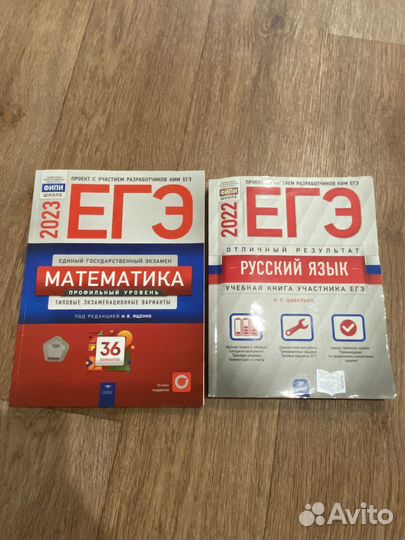 ПРОЕКТ С УЧАСТИЕМ РАЗРАБОТЧИКОВ КИМ ЕГЭ
ФИПИ
ШКОЛЕ
2023
ЕГЭ
ЕДИНЫЙ ГОСУДАРСТВЕННЫЙ ЭКЗАМЕН
МАТЕМАТИКА
ПРОФИЛЬНЫЙ УРОВЕНЬ
ТИПОВЫЕ ЭКЗАМЕНАЦИОННЫЕ ВАРИАНТЫ
ПОД РЕДАКЦИЕЙ И.В. ЯЩЕНКО
36
ВАРИАНТОВ
ПРОЕКТ С УЧАСТИЕМ РАЗРАБОТЧИКОВ КИМ ЕГЭ
ФИПИ
ШКОЛЕ
2022
ЕГЭ
ОТЛИЧНЫЙ РЕЗУЛЬТАТ
РУССКИЙ ЯЗЫК
УЧЕБНАЯ КНИГА УЧАСТНИКА ЕГЭ
И.П. ЦЫБУЛЬКО
Avito